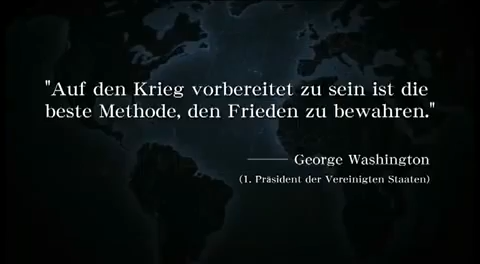 "Auf den Krieg vorbereitet zu sein ist die
beste Methode, den Frieden zu bewahren."
George Washington
(1. Präsident der Vereinigten Staaten)